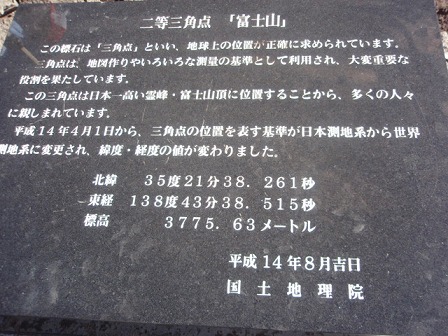 二等三角点 「富士山」
この標石は「三角点」といい、地球上の位置が正確に求められています。
三角点は、地図作りやいろいろな測量の基準として利用され、大変重要な
役割を果たしています。
この三角点は日本一高い霊峰・富士山頂に位置することから、多くの人々
に親しまれています。
平成14年4月1日から、三角点の位置を表す基準が日本測地系から世界
測地系に変更され、緯度・経度の値が変わりました。
北緯 35度21分38.261秒
東経 138度43分38.515秒
標高 3775.63メートル
平成14年8月吉日
国土地理院